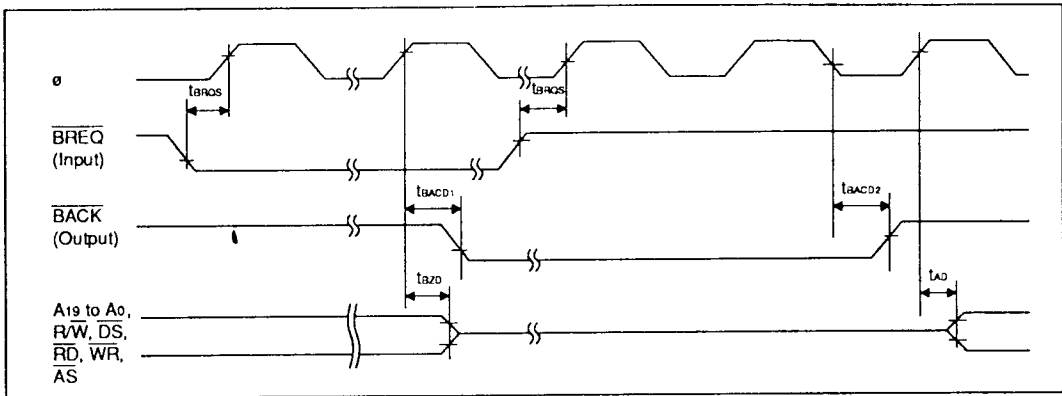 ø
tBRQS
tBRQS
BREQ
(Input)
tBACD1
tBACD2
BACK
(Output)
tBZD
tAD
A19 to A0,
R/W, DS,
RD, WR,
AS